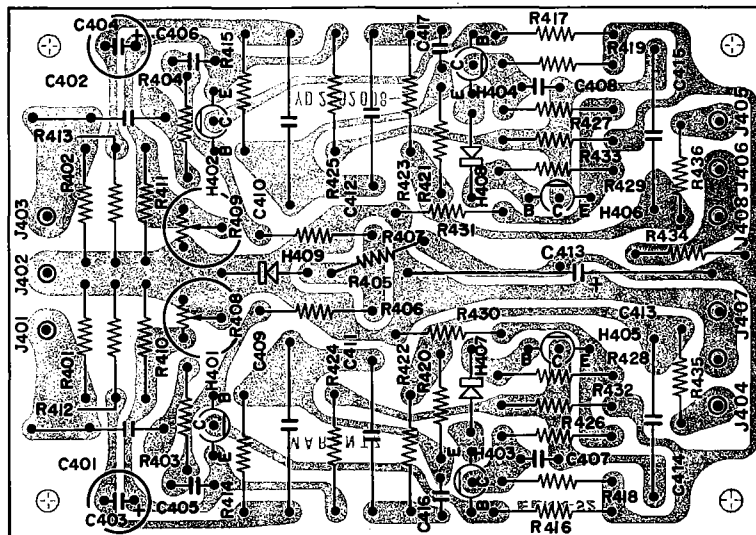 C404 +
C406
R415
C417
B
R417
C402
R404
C
R419
C415
E
E
H404
C408
J405
R413
C
YD 2
R427
R402
B
R433
R436
J406
R411
H402
C410
R425
C412
R423
R421
H408
R429
J403
R409
B C E
H406
J408
R407
R431
R434
J402
H409
R405
C413
+
R406
R430
C413
J407
J401
R408
H405
R401
R410
H401
C409
R424
C411
R422
R420
H407
B C E
R428
R435
R412
B
R432
J404
C
MAR N
R426
C401
R403
E
E
H403
C407
C414
C403 +
C405
R414
C416
C
R418
B
R416